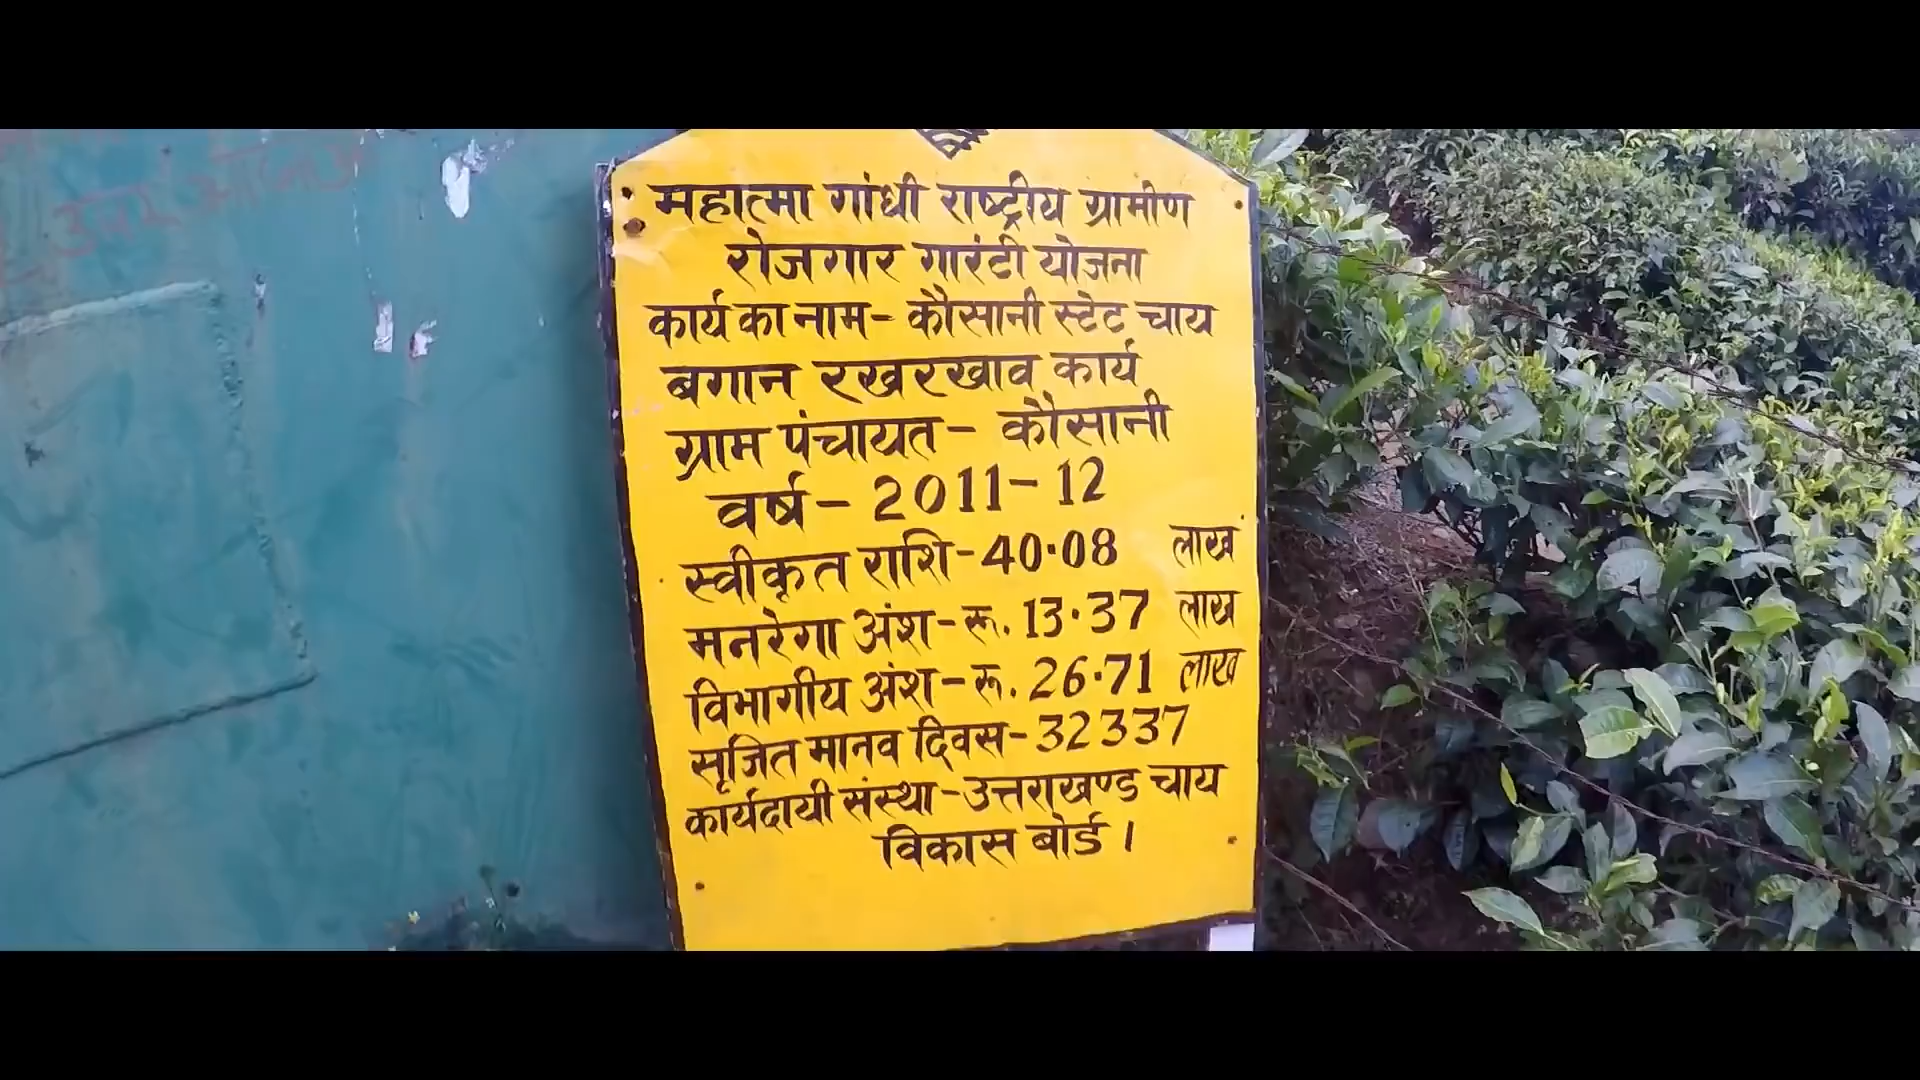 महात्मा गांधी राष्ट्रीय ग्रामीण
रोजगार गारंटी योजना
कार्य का नाम- कौसानी स्टेट चाय
बगान रखरखाव कार्य
ग्राम पंचायत- कौसानी
वर्ष- 2011-12
स्वीकृत राशि-40.08 लाख
मनरेगा अंश-रू. 13.37 लाख
विभागीय अंश-रू. 26.71 लाख
सृजित मानव दिवस-32337
कार्यदायी संस्था-उत्तराखण्ड चाय
विकास बोर्ड।